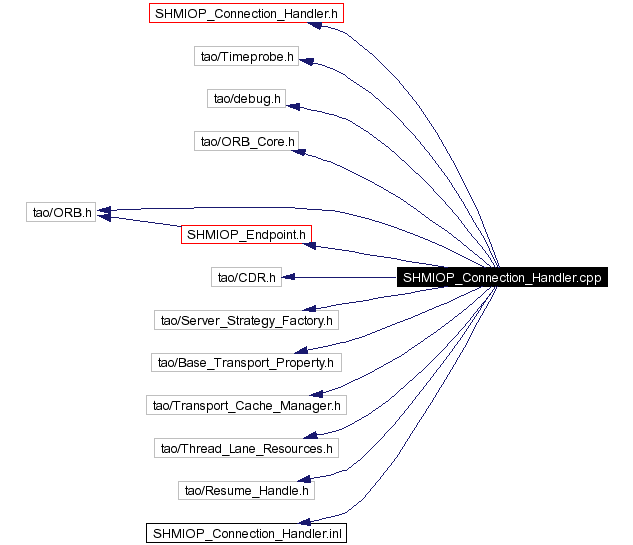 SHMIOP_Connection_Handler.h
tao/Timeprobe.h
tao/debug.h
tao/ORB_Core.h
tao/ORB.h
SHMIOP_Endpoint.h
tao/CDR.h
SHMIOP_Connection_Handler.cpp
tao/Server_Strategy_Factory.h
tao/Base_Transport_Property.h
tao/Transport_Cache_Manager.h
tao/Thread_Lane_Resources.h
tao/Resume_Handle.h
SHMIOP_Connection_Handler.inl